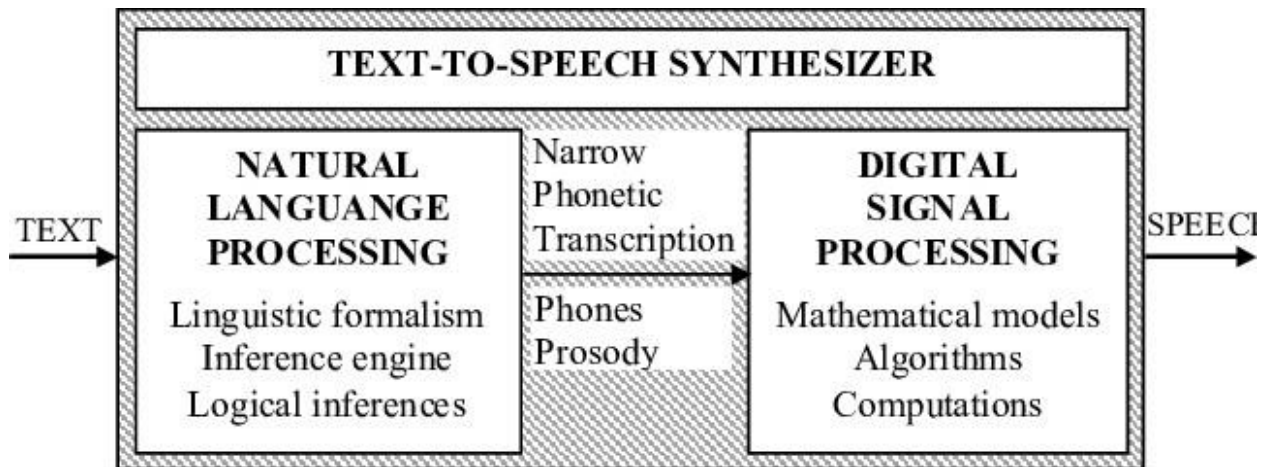 TEXT-TO-SPEECH SYNTHESIZER
TEXT
NATURAL
LANGUANGE
PROCESSING
Linguistic formalism
Inference engine
Logical inferences
Narrow
Phonetic
Transcription
Phones
Prosody
DIGITAL
SIGNAL
PROCESSING
Mathematical models
Algorithms
Computations
SPEECH